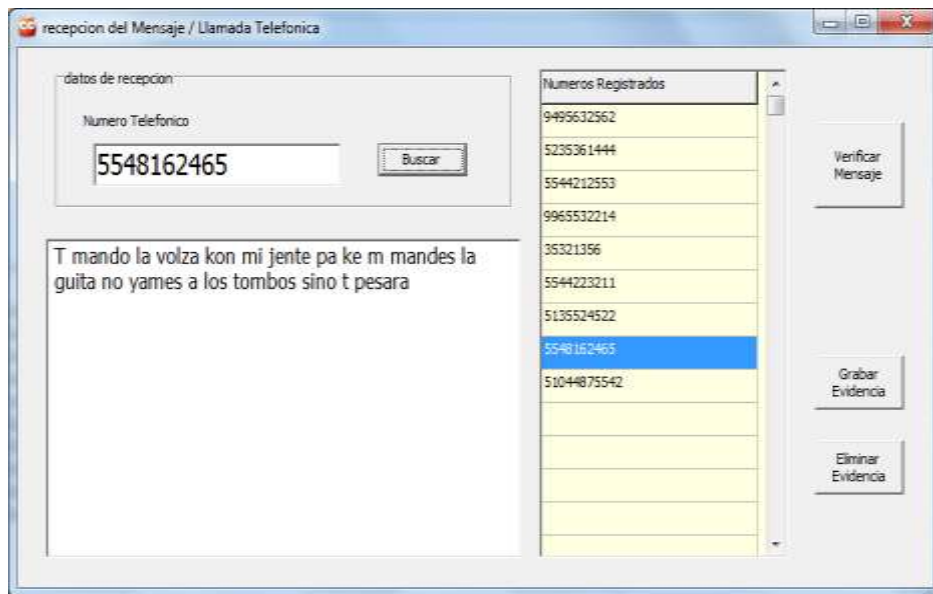 recepcion del Mensaje / Llamada Telefonica
datos de recepcion
Numero Telefonico
5548162465
Buscar
T mando la volza kon mi jente pa ke m mandes la
guita no yames a los tombos sino t pesara
Numeros Registrados
9495632562
5235361444
5544212553
9965532214
35321356
5544223211
5135524522
5548162465
51044875542
Verificar
Mensaje
Grabar
Evidencia
Eliminar
Evidencia